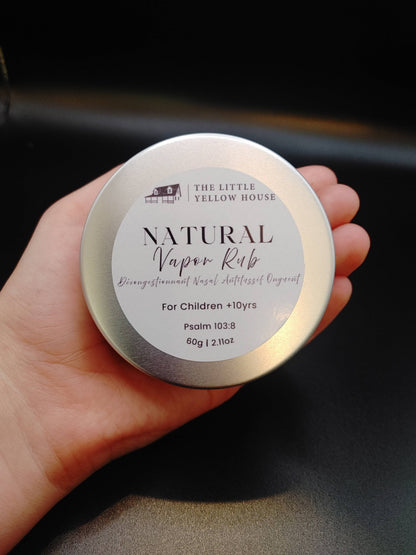 THE LITTLE
YELLOW HOUSE
NATURAL
Vapor Rub
Décongestionnant Nasal Antitussif Onguent
For Children +10yrs
Psalm 103:8
60g | 2.11oz